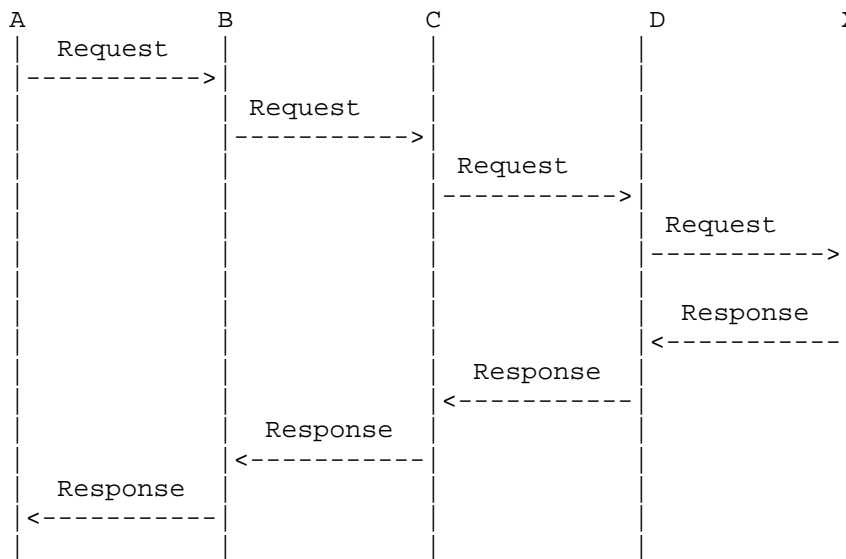 A B C D X
Request
Request
Request
Request
Response
Response
Response
Response